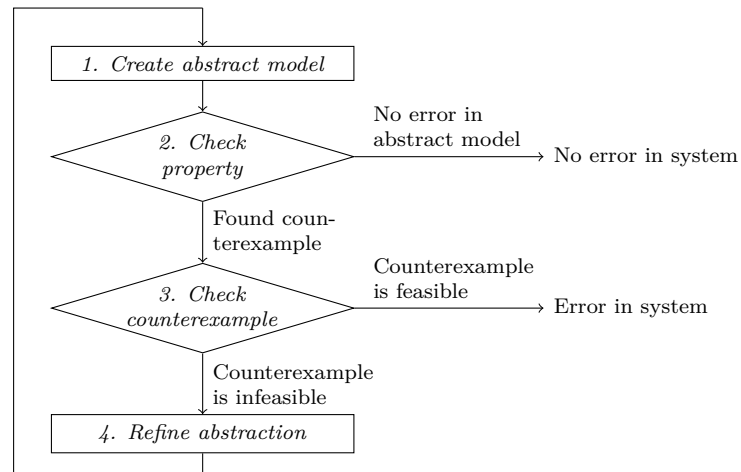 1. Create abstract model
2. Check
property
No error in
abstract model
No error in system
Found coun-
terexample
3. Check
counterexample
Counterexample
is feasible
Error in system
Counterexample
is infeasible
4. Refine abstraction